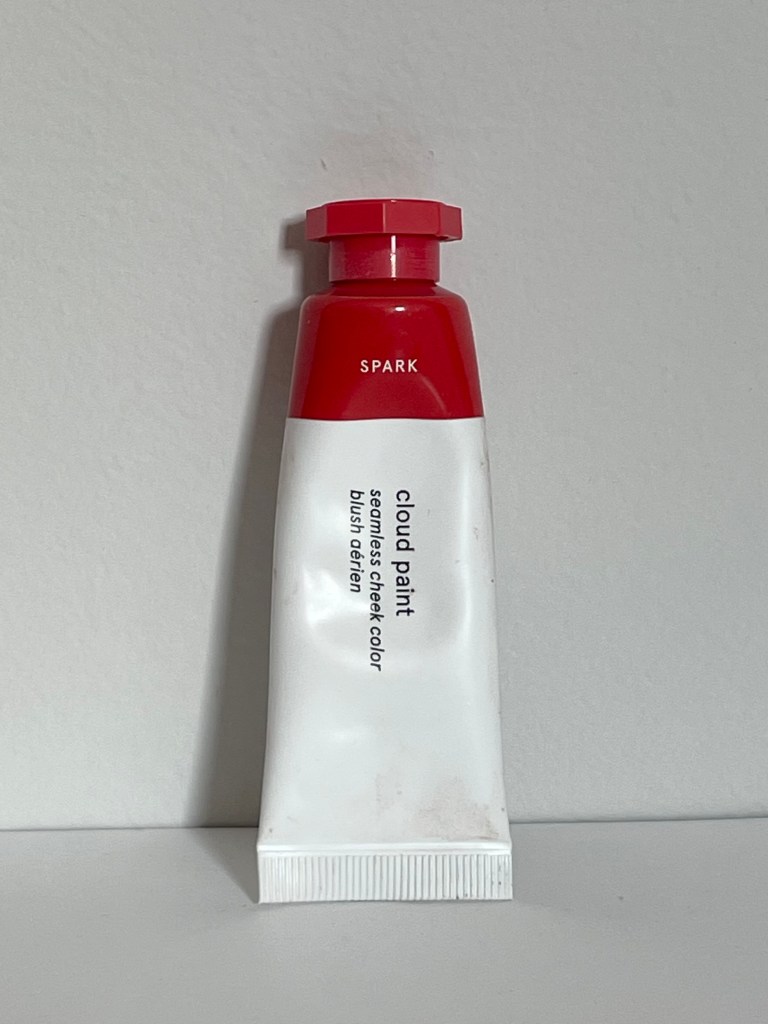 SPARK
cloud paint
seamless cheek color
blush aérien